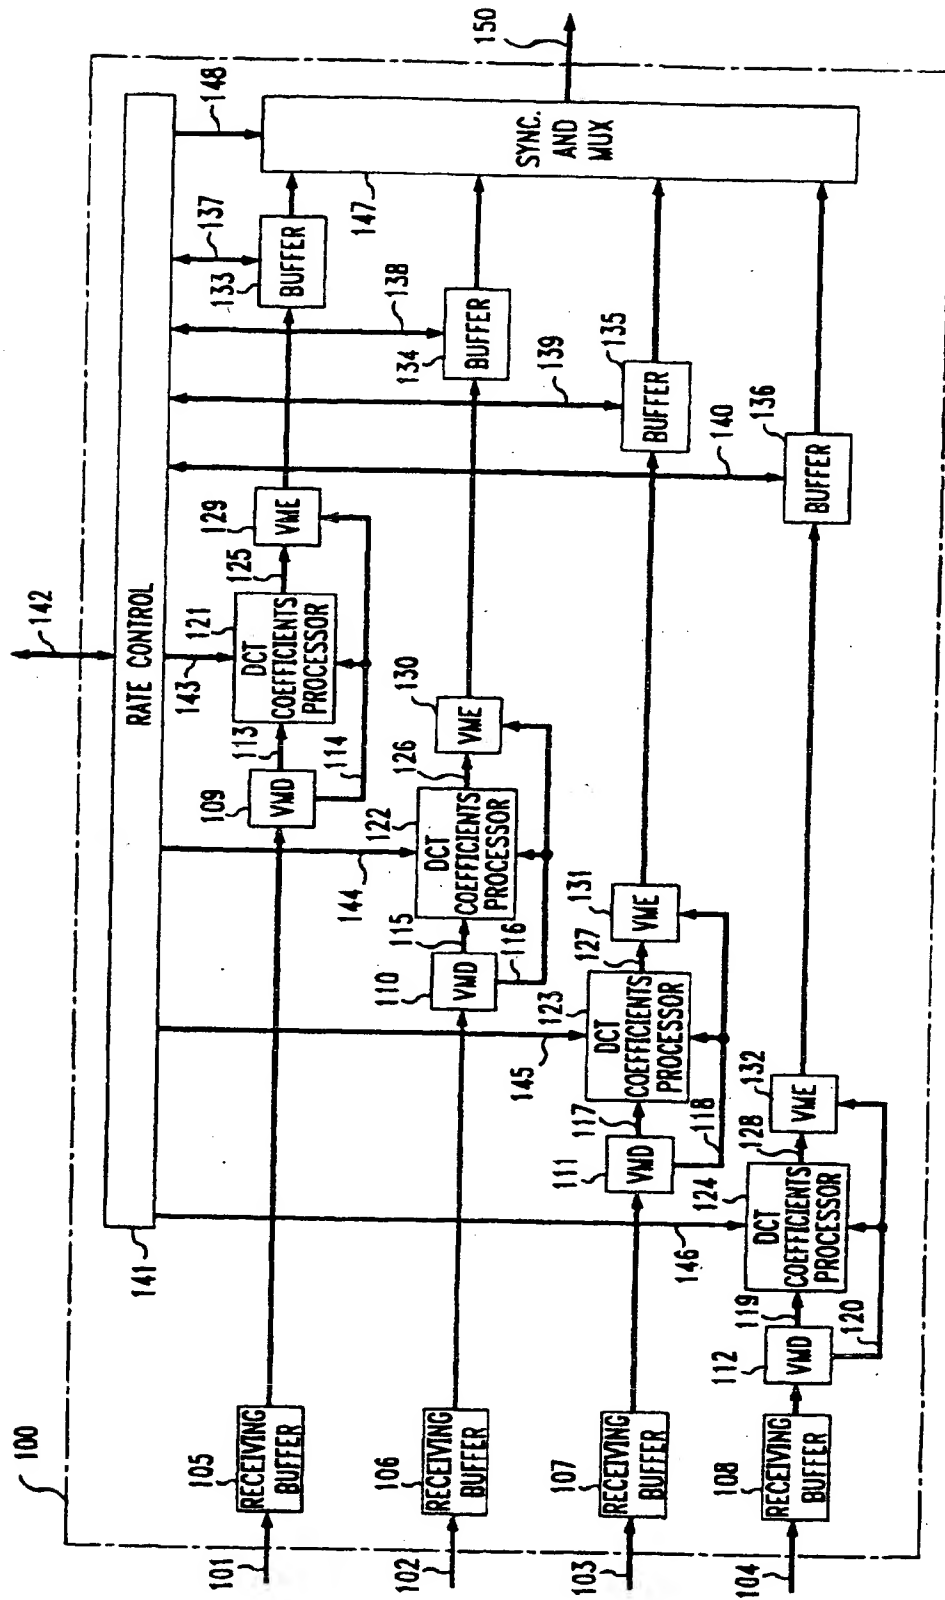 100
142
RATE CONTROL
141
148
150
101
105
RECEIVING
BUFFER
109
VMD
113
114
143
121
DCT
COEFFICIENTS
PROCESSOR
125
129
VME
133
BUFFER
137
147
SYNC.
AND
MUX
102
106
RECEIVING
BUFFER
110
VMD
115
116
144
122
DCT
COEFFICIENTS
PROCESSOR
126
130
VME
134
BUFFER
138
103
107
RECEIVING
BUFFER
111
VMD
117
118
145
123
DCT
COEFFICIENTS
PROCESSOR
127
131
VME
135
BUFFER
139
104
108
RECEIVING
BUFFER
112
VMD
119
120
146
124
DCT
COEFFICIENTS
PROCESSOR
128
132
VME
136
BUFFER
140